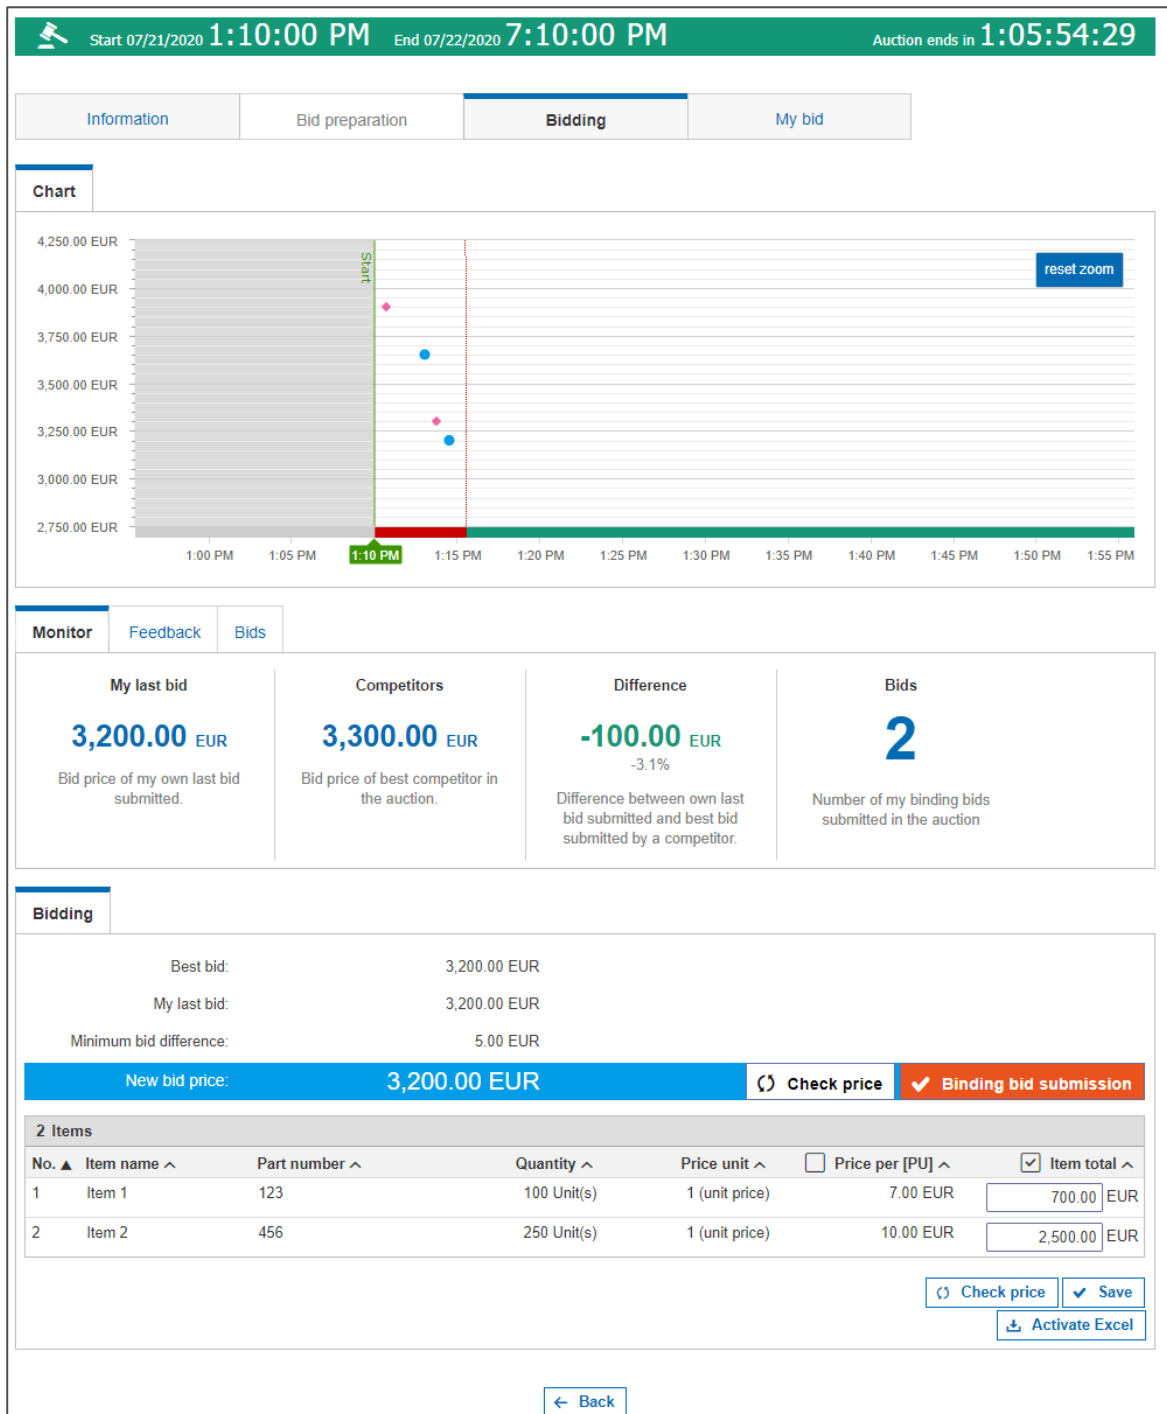 Start 07/21/2020 1:10:00 PM End 07/22/2020 7:10:00 PM Auction ends in 1:05:54:29
Information Bid preparation Bidding My bid
Chart
4,250.00 EUR
Start
reset zoom
4,000.00 EUR
3,750.00 EUR
3,500.00 EUR
3,250.00 EUR
3,000.00 EUR
2,750.00 EUR
1:00 PM 1:05 PM 1:10 PM 1:15 PM 1:20 PM 1:25 PM 1:30 PM 1:35 PM 1:40 PM 1:45 PM 1:50 PM 1:55 PM
Monitor Feedback Bids
My last bid
3,200.00 EUR
Bid price of my own last bid
submitted.
Competitors
3,300.00 EUR
Bid price of best competitor in
the auction.
Difference
-100.00 EUR
-3.1%
Difference between own last
bid submitted and best bid
submitted by a competitor.
Bids
2
Number of my binding bids
submitted in the auction
Bidding
Best bid: 3,200.00 EUR
My last bid: 3,200.00 EUR
Minimum bid difference: 5.00 EUR
New bid price: 3,200.00 EUR Check price Binding bid submission
2 Items
No. Item name Part number Quantity Price unit Price per [PU] Item total
1 Item 1 123 100 Unit(s) 1 (unit price) 7.00 EUR 700.00 EUR
2 Item 2 456 250 Unit(s) 1 (unit price) 10.00 EUR 2,500.00 EUR
Check price Save
Activate Excel
Back